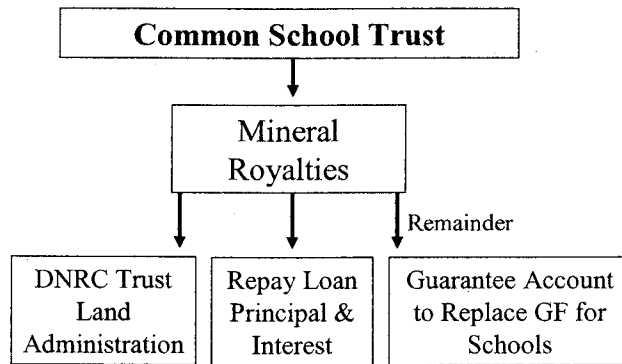 Common School Trust
Mineral
Royalties
Remainder
DNRC Trust
Land
Administration
Repay Loan
Principal &
Interest
Guarantee Account
to Replace GF for
Schools